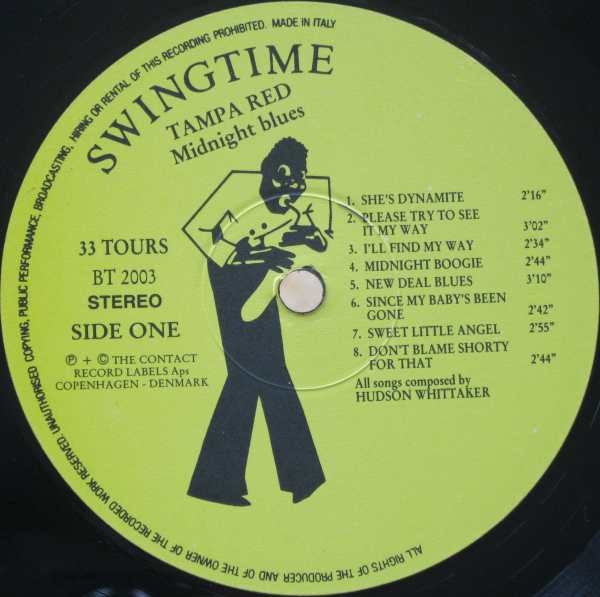 ALL RIGHTS OF THE PRODUCER AND OF THE OWNER OF THE RECORDED WORK RESERVED. UNAUTHORISED COPYING, PUBLIC PERFORMANCE, BROADCASTING, HIRING OR RENTAL OF THIS RECORDING PROHIBITED. MADE IN ITALY
SWINGTIME
TAMPA RED
Midnight blues
33 TOURS
BT 2003
STEREO
SIDE ONE
℗ + © THE CONTACT
RECORD LABELS Aps
COPENHAGEN - DENMARK
1. SHE'S DYNAMITE 2'16"
2. PLEASE TRY TO SEE
IT MY WAY 3'02"
3. I'LL FIND MY WAY 2'34"
4. MIDNIGHT BOOGIE 2'44"
5. NEW DEAL BLUES 3'10"
6. SINCE MY BABY'S BEEN
GONE 2'42"
7. SWEET LITTLE ANGEL 2'55"
8. DON'T BLAME SHORTY
FOR THAT 2'44"
All songs composed by
HUDSON WHITTAKER